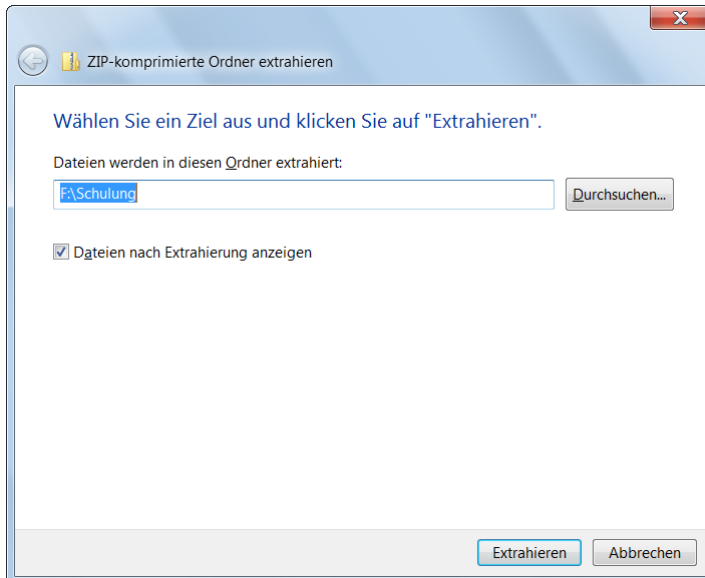 ZIP-komprimierte Ordner extrahieren
Wählen Sie ein Ziel aus und klicken Sie auf "Extrahieren".
Dateien werden in diesen Ordner extrahiert:
F:\Schulung
Durchsuchen...
Dateien nach Extrahierung anzeigen
Extrahieren
Abbrechen